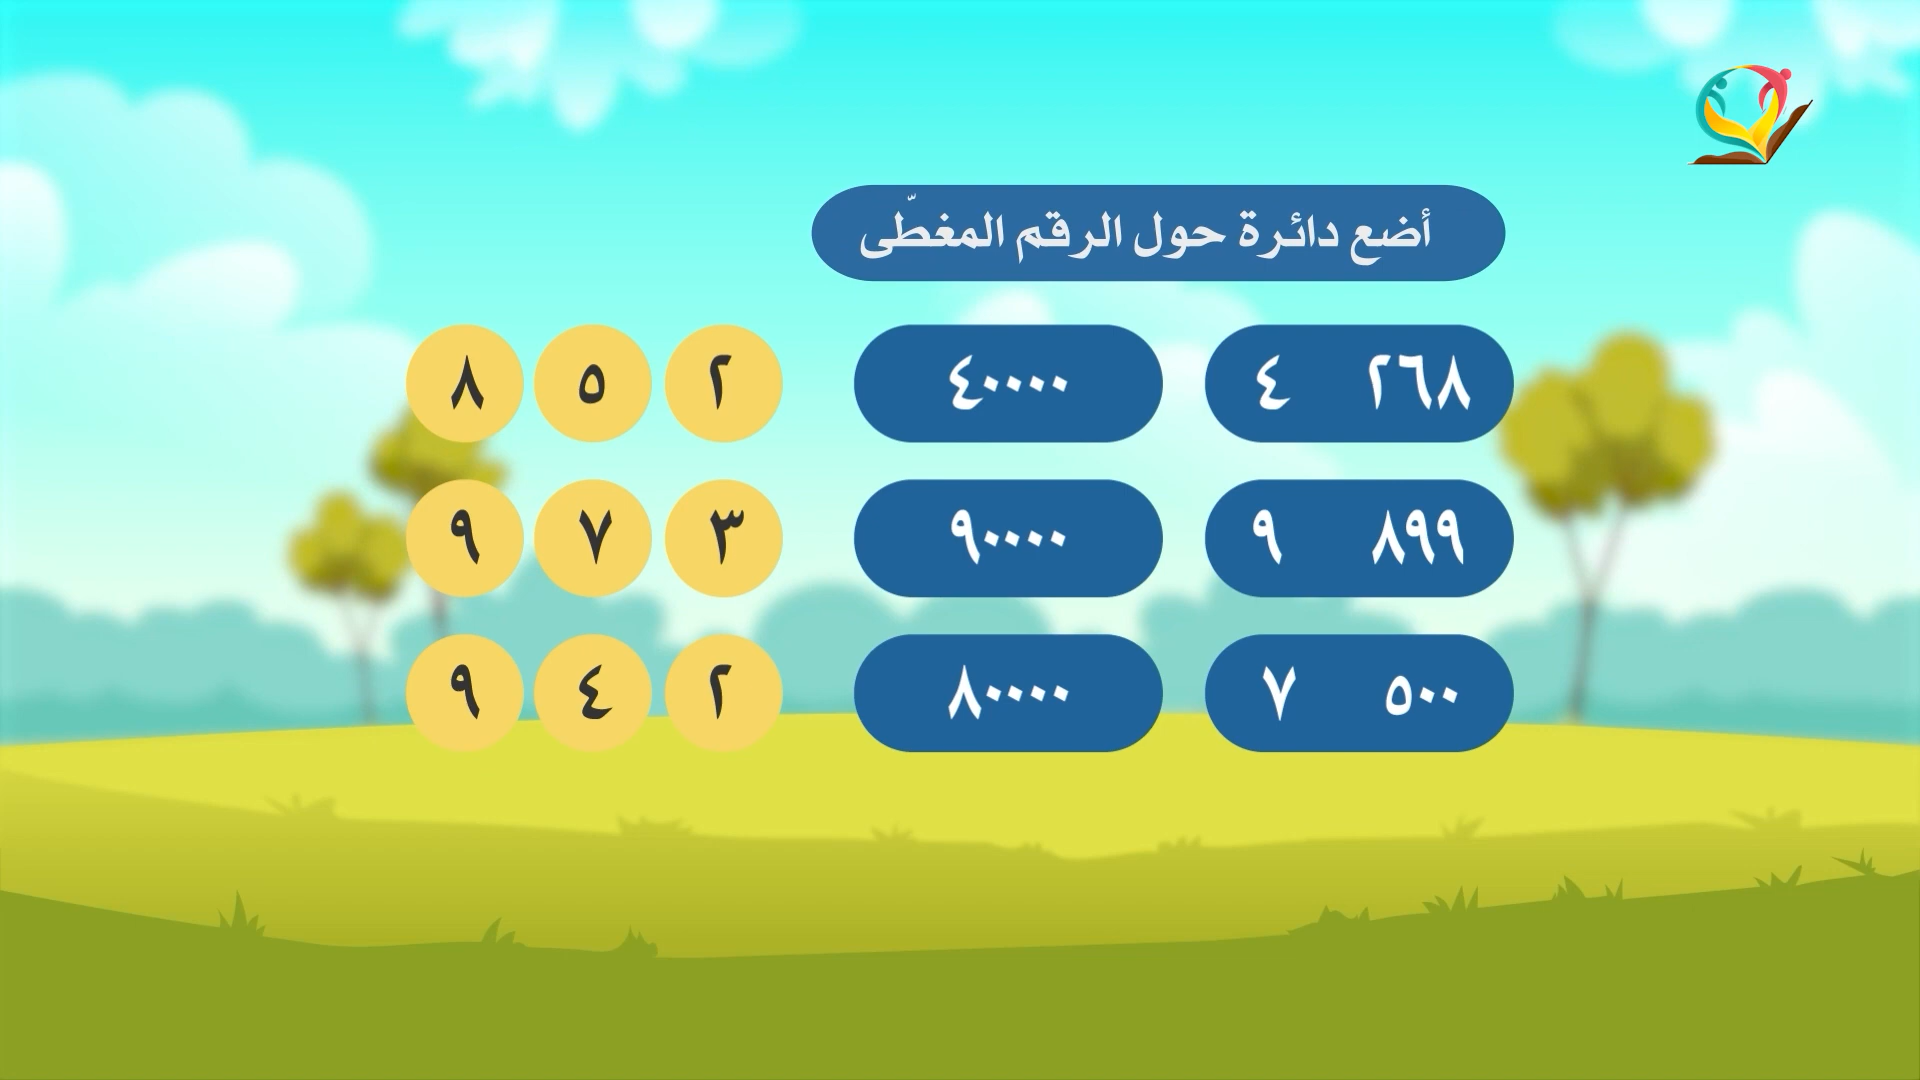 أضع دائرة حول الرقم المغطّى
٤ ٢٦٨ ٤٠٠٠٠ ٢ ٥ ٨
٩ ٨٩٩ ٩٠٠٠٠ ٣ ٧ ٩
٧ ٥٠٠ ٨٠٠٠٠ ٢ ٤ ٩